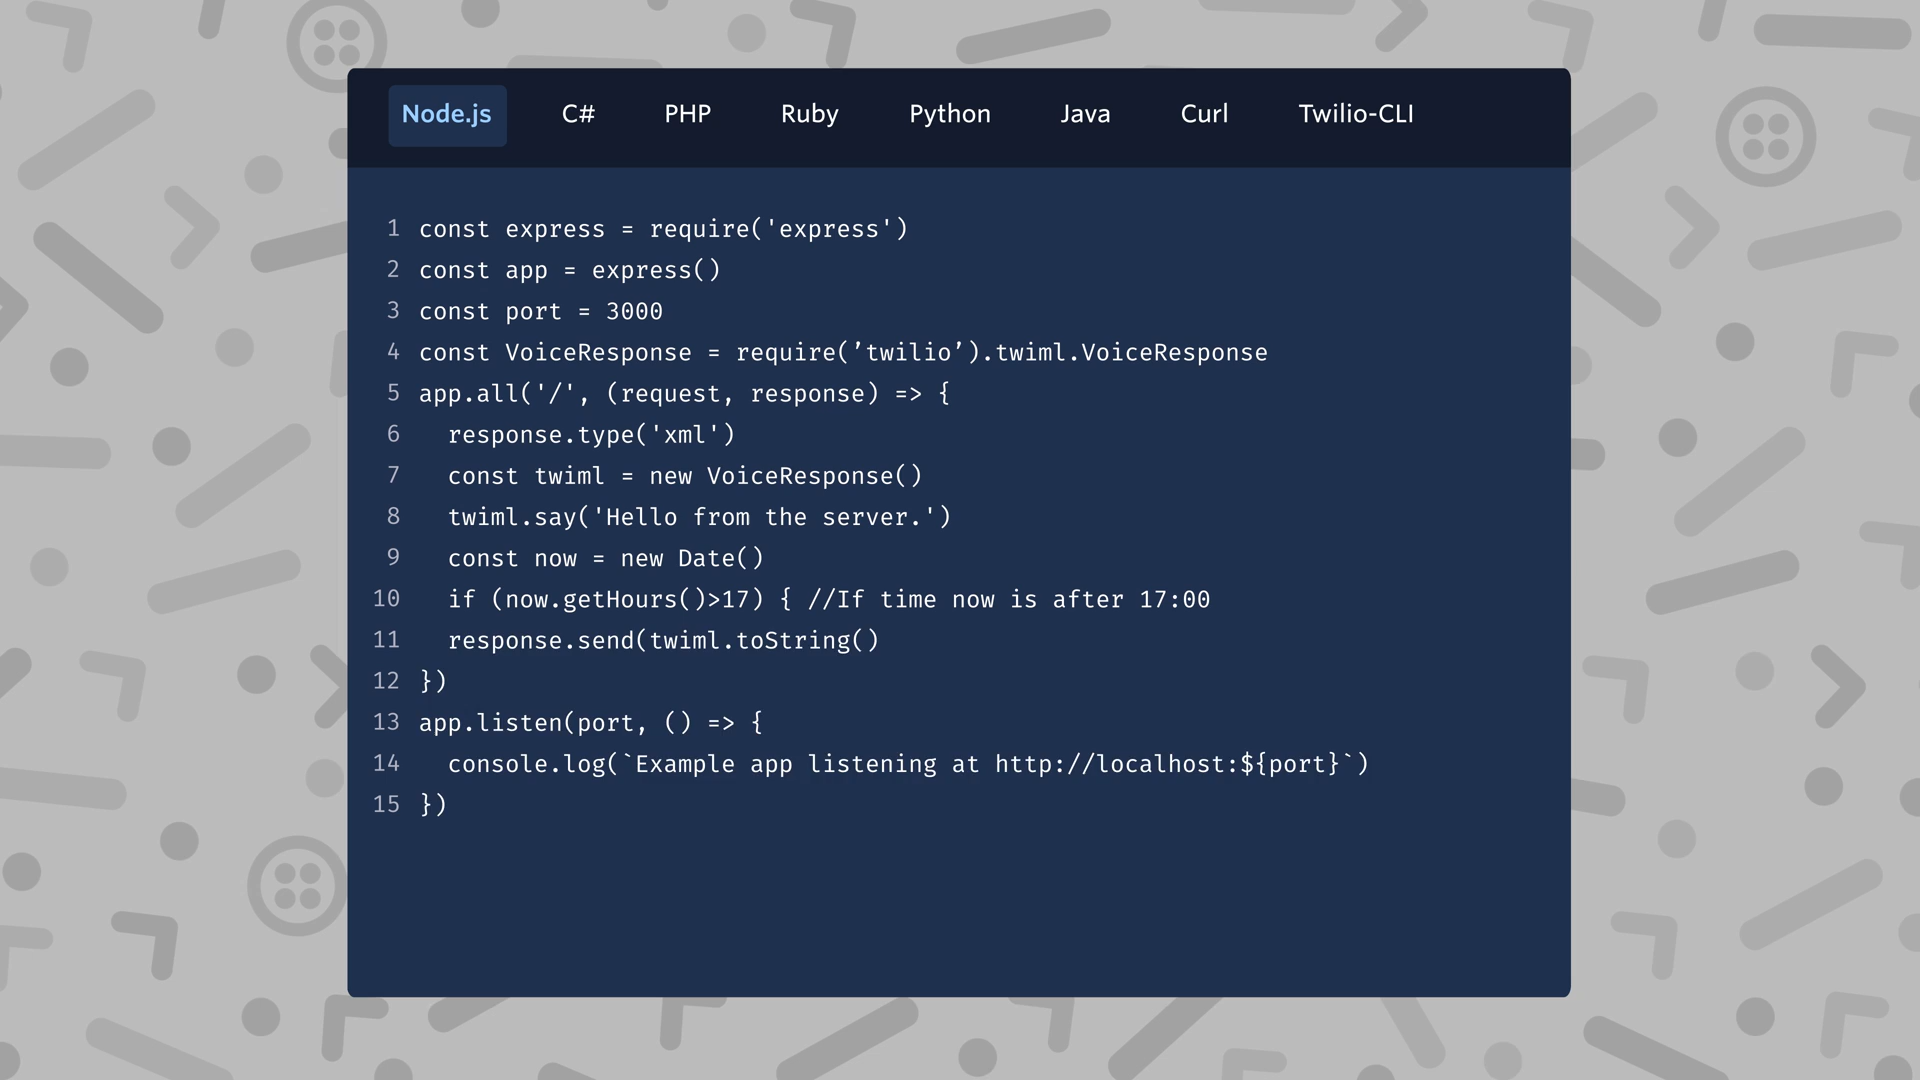 Node.js C# PHP Ruby Python Java Curl Twilio-CLI
1 const express = require('express')
2 const app = express()
3 const port = 3000
4 const VoiceResponse = require(’twilio’).twiml.VoiceResponse
5 app.all('/', (request, response) => {
6   response.type('xml')
7   const twiml = new VoiceResponse()
8   twiml.say('Hello from the server.')
9   const now = new Date()
10   if (now.getHours()>17) { //If time now is after 17:00
11   response.send(twiml.toString()
12 })
13 app.listen(port, () => {
14   console.log(`Example app listening at http://localhost:${port}`)
15 })